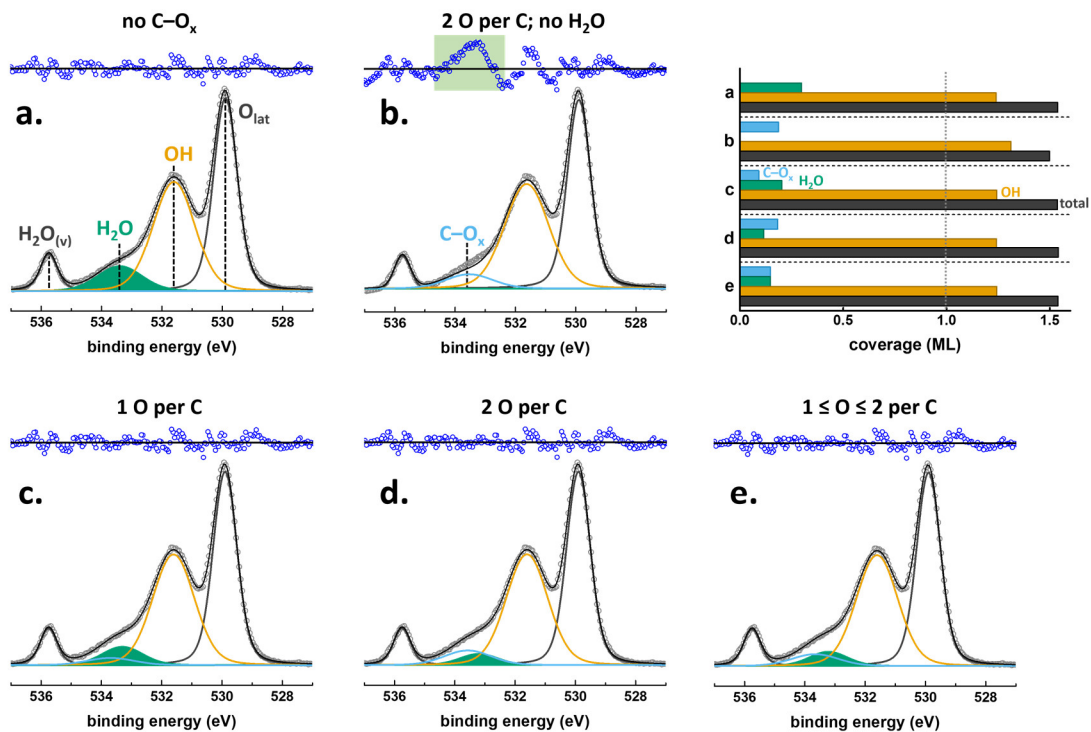 no C–Oₓ
a.
H₂O₍ᵥ₎
H₂O
OH
Oₗₐₜ
536 534 532 530 528
binding energy (eV)
2 O per C; no H₂O
b.
C–Oₓ
536 534 532 530 528
binding energy (eV)
a
b
c
d
e
C–Oₓ
H₂O
OH
total
0.0 0.5 1.0 1.5
coverage (ML)
1 O per C
c.
536 534 532 530 528
binding energy (eV)
2 O per C
d.
536 534 532 530 528
binding energy (eV)
1 ≤ O ≤ 2 per C
e.
536 534 532 530 528
binding energy (eV)